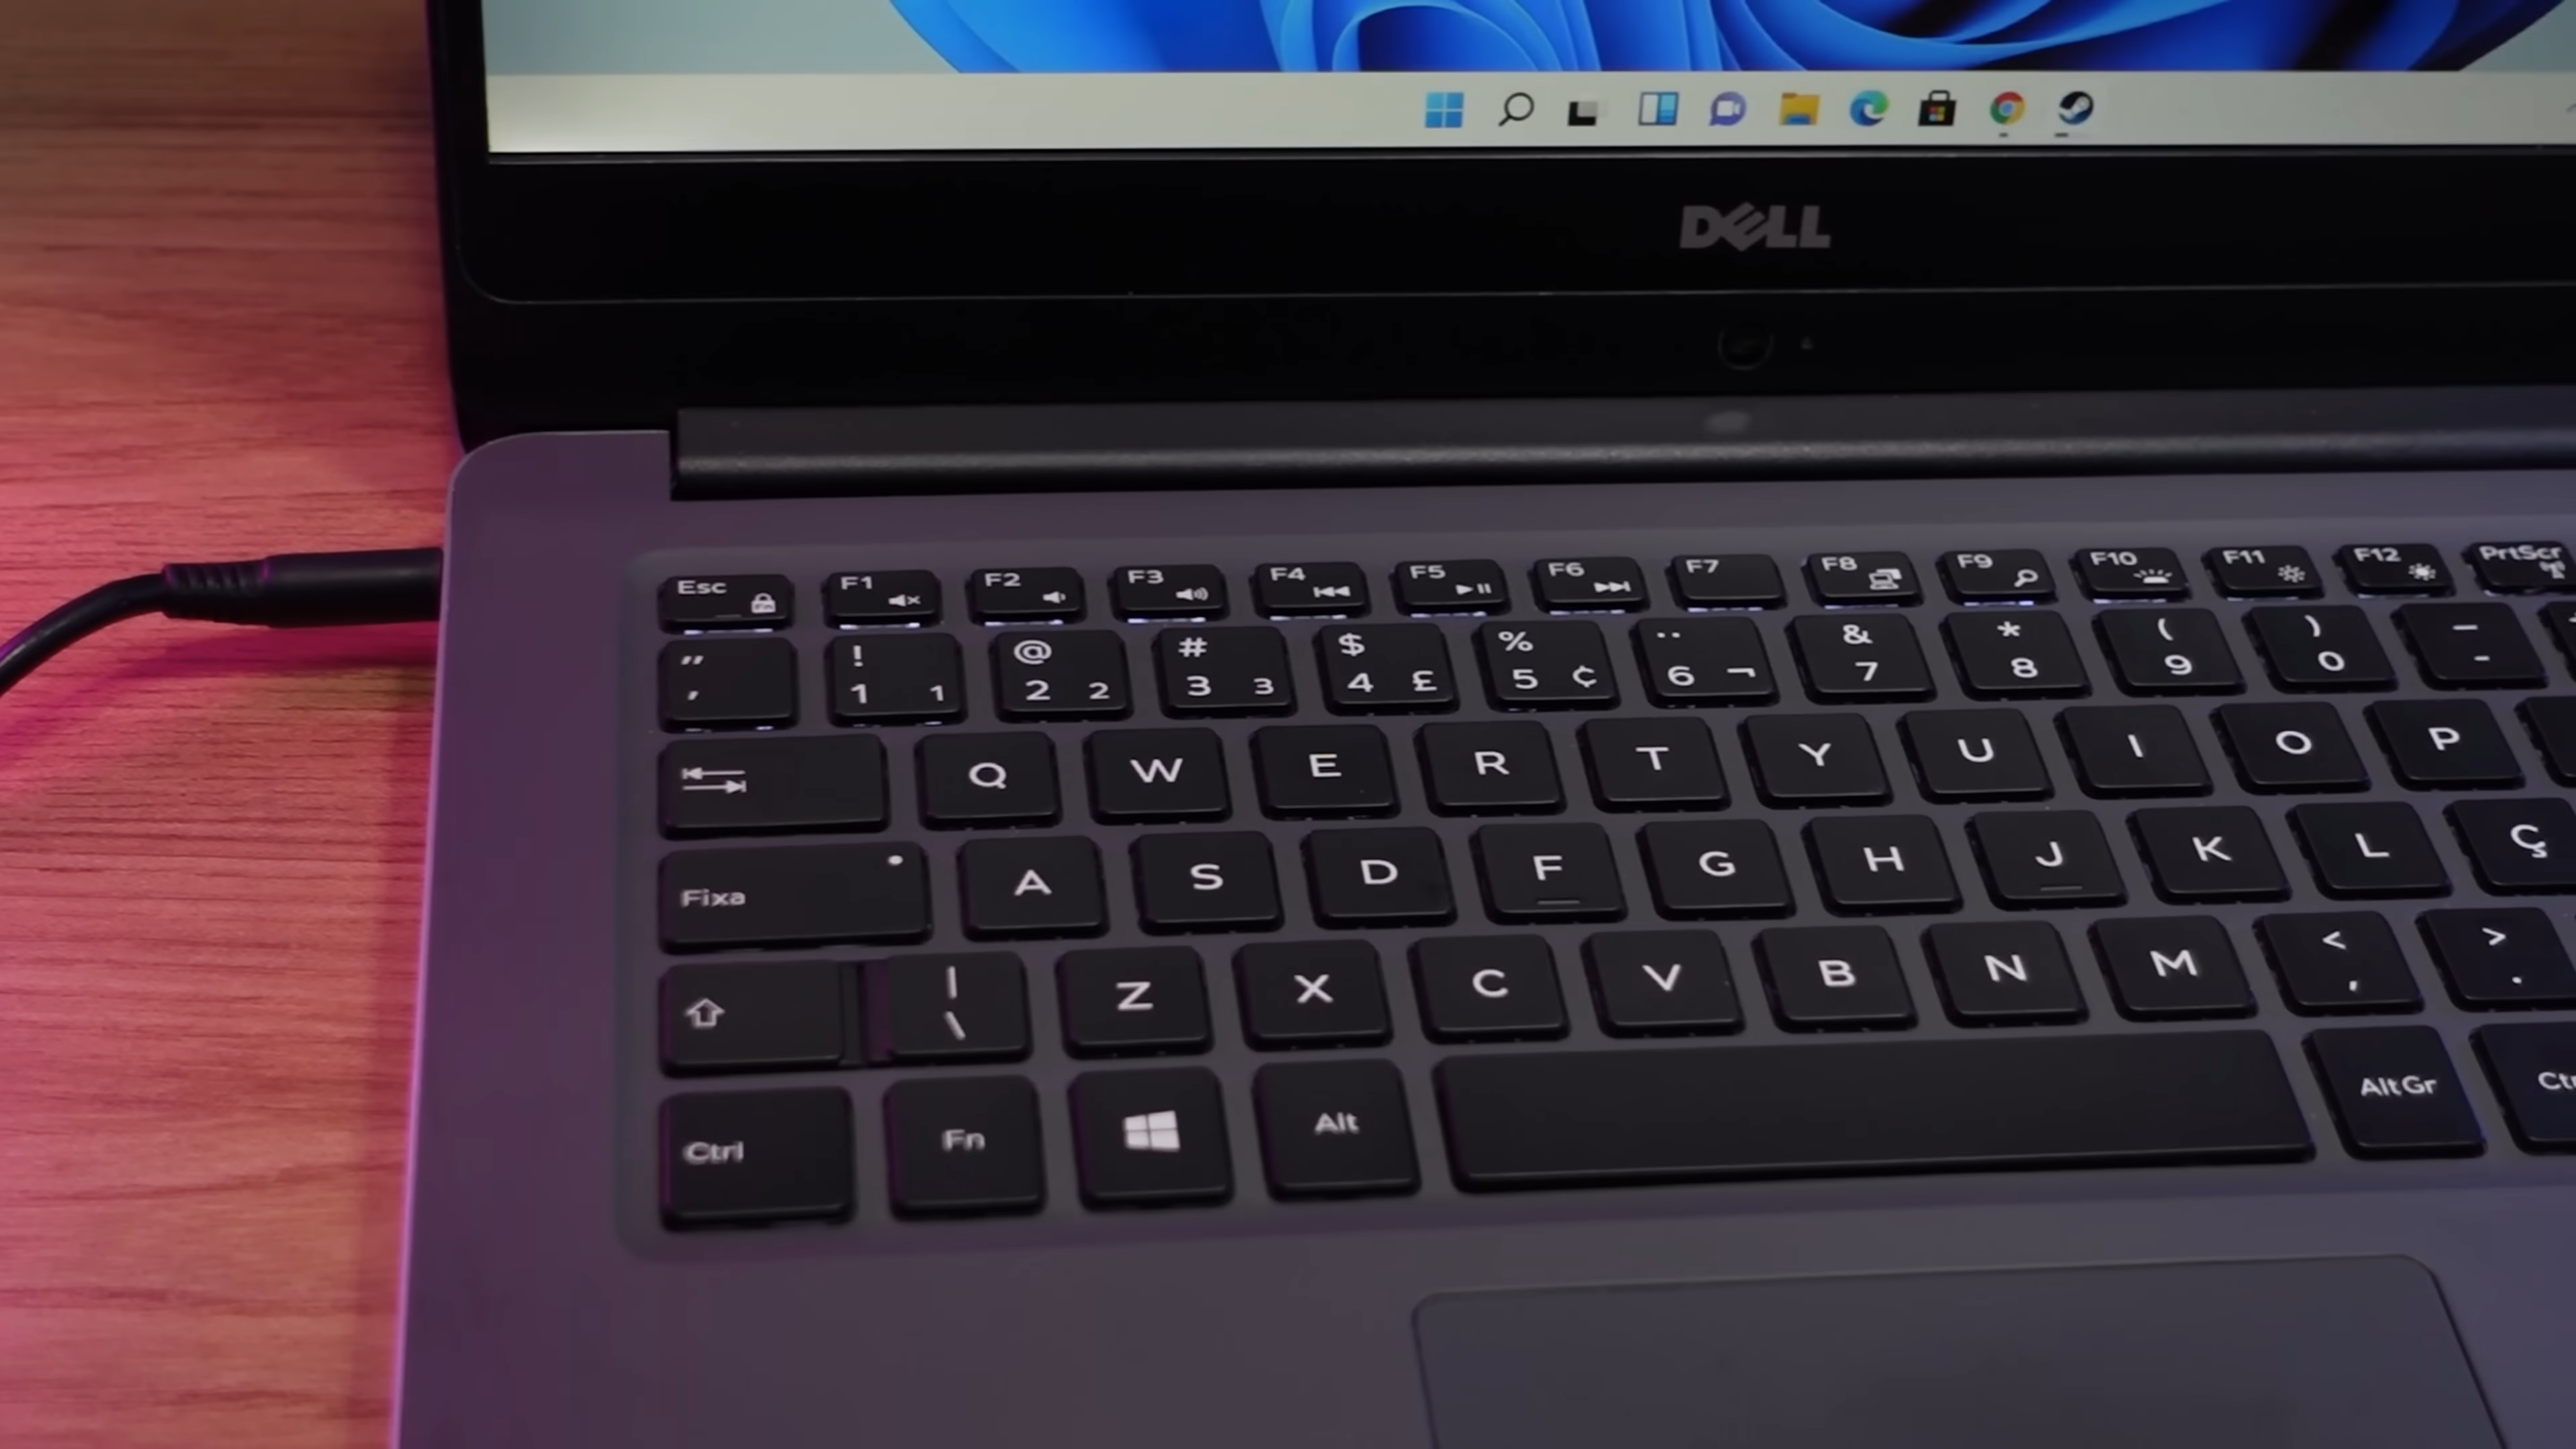 DELL
Esc Fn F1 F2 F3 F4 F5 F6 F7 F8 F9 F10 F11 F12 PrtScr
" ! @ # $ % ¨ & * ( ) _
' 1 1 2 2 3 3 4 £ 5 ¢ 6 ¬ 7 8 9 0 -
Q W E R T Y U I O P
Fixa A S D F G H J K L Ç
| Z X C V B N M < >
\ , .
Ctrl Fn Alt AltGr